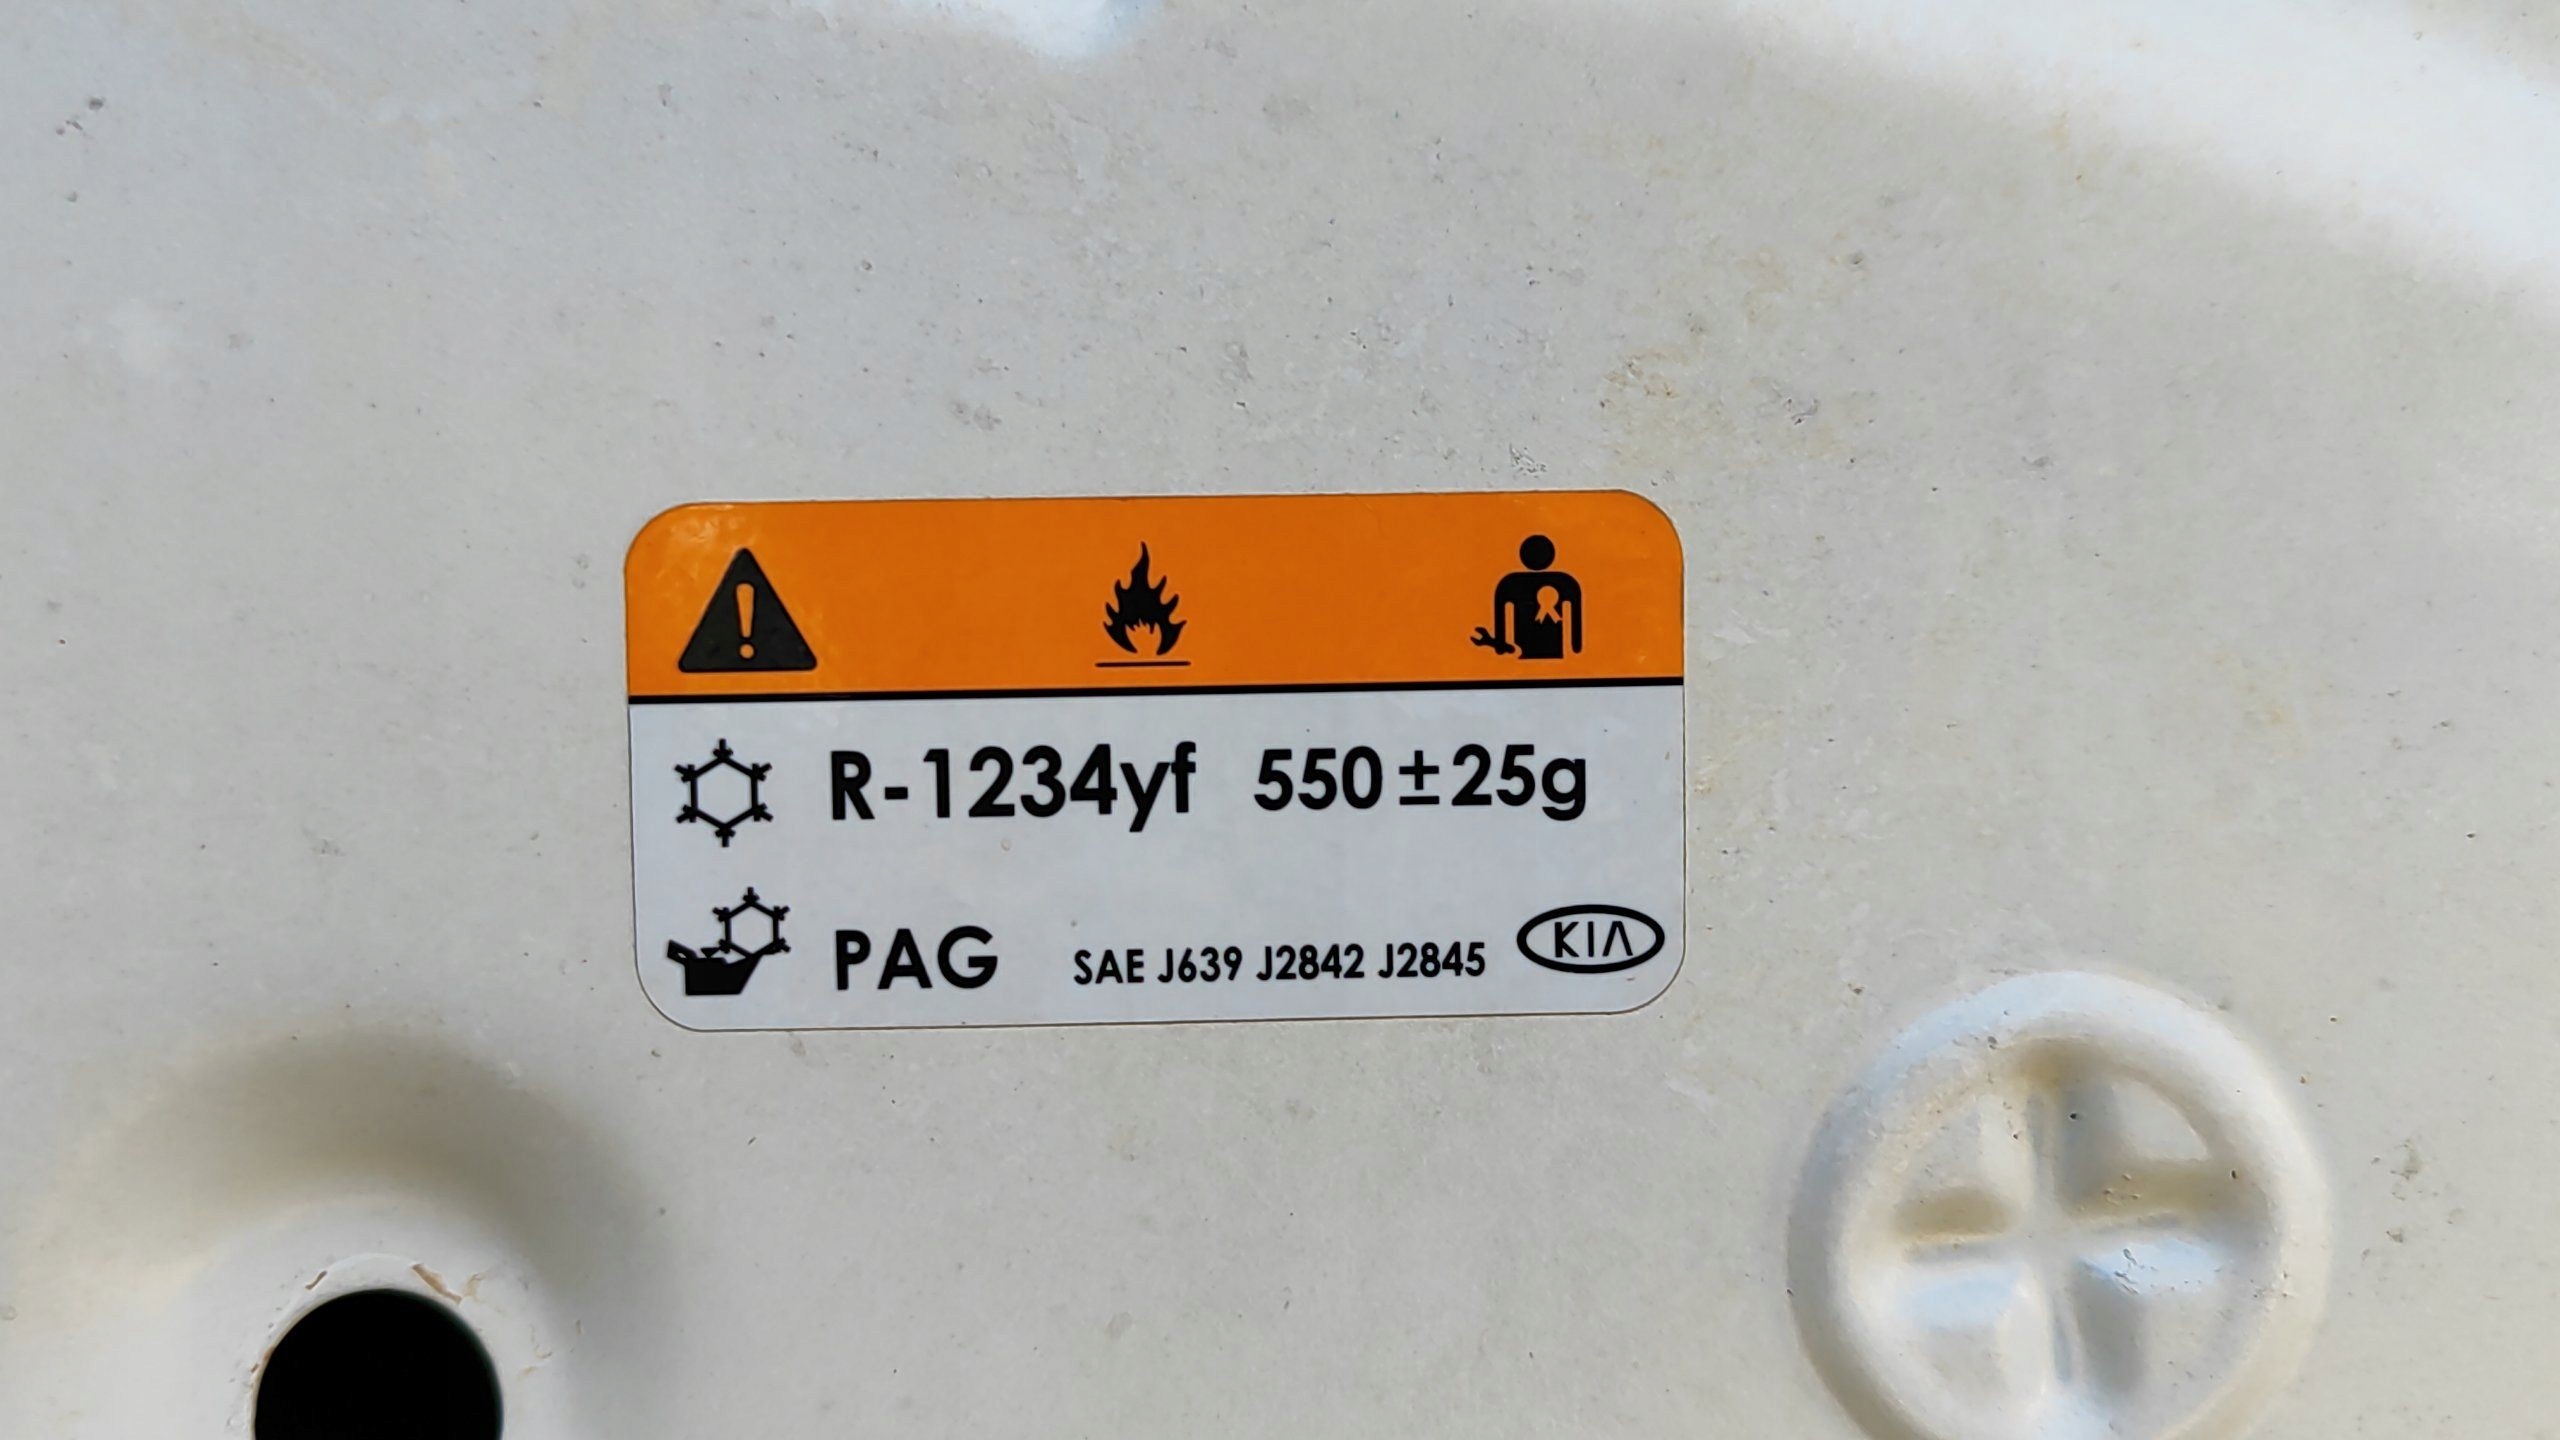 R-1234yf 550±25g
PAG SAE J639 J2842 J2845 KIA